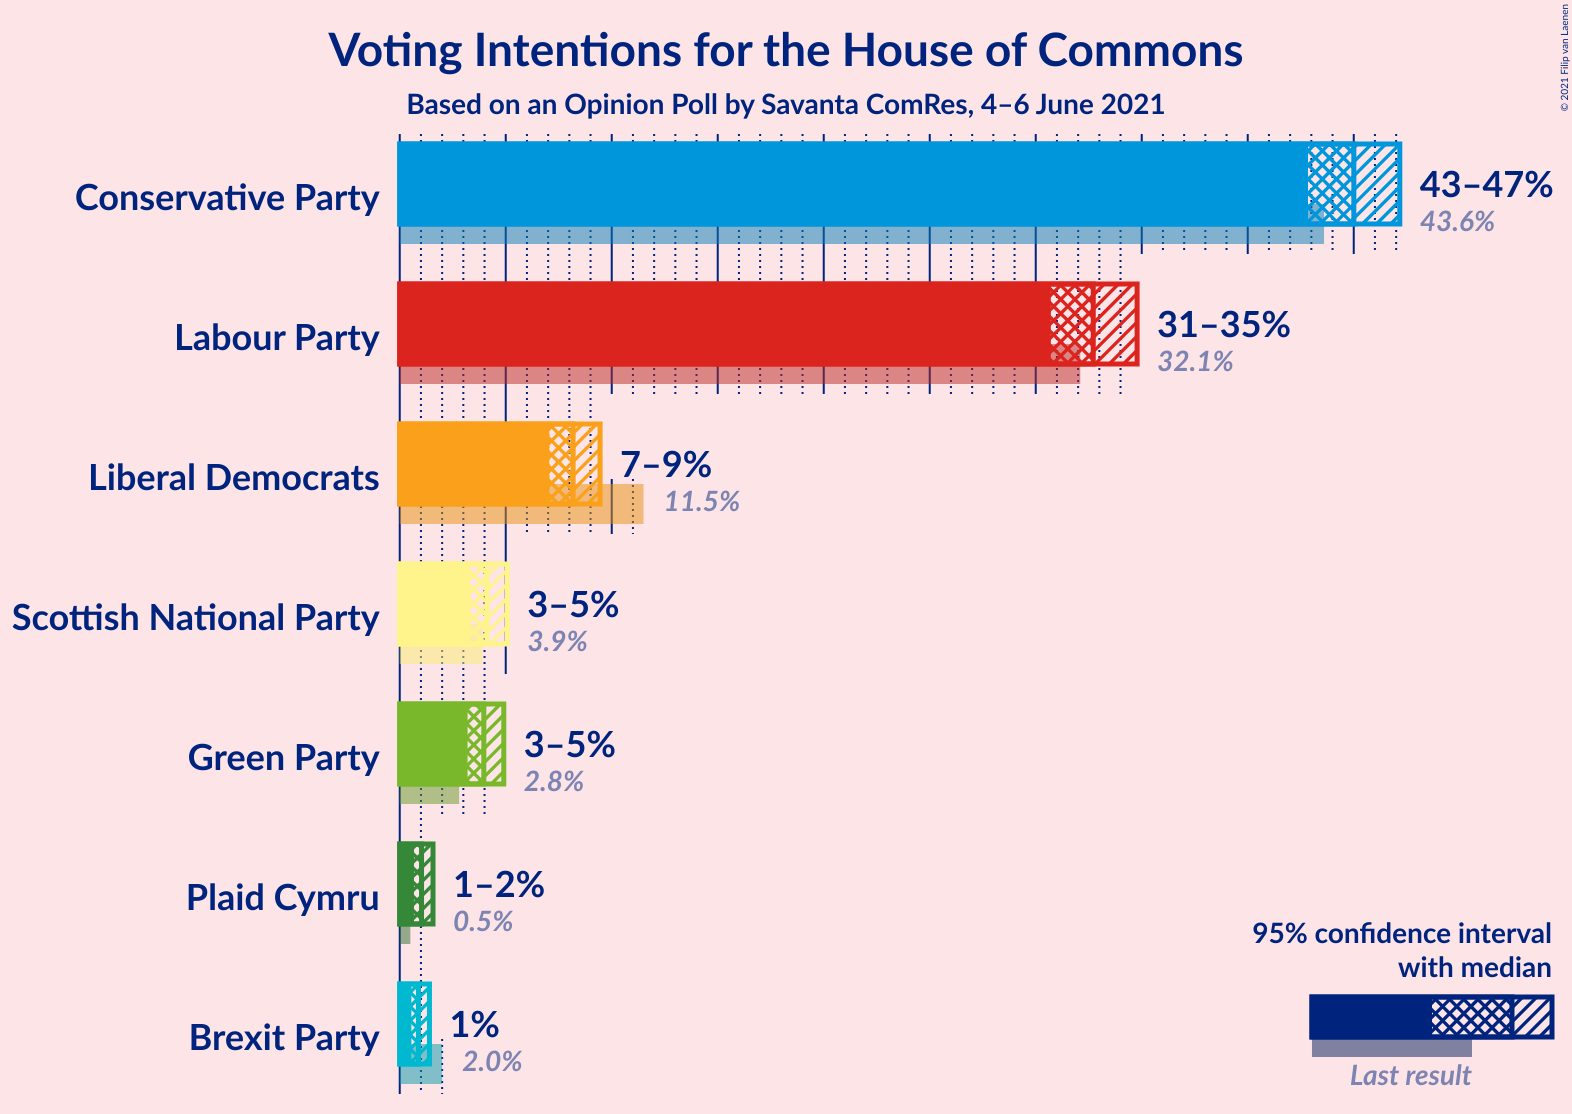 Voting Intentions for the House of Commons
Based on an Opinion Poll by Savanta ComRes, 4–6 June 2021
© 2021 Filip van Laenen
Conservative Party
43–47%
43.6%
Labour Party
31–35%
32.1%
Liberal Democrats
7–9%
11.5%
Scottish National Party
3–5%
3.9%
Green Party
3–5%
2.8%
Plaid Cymru
1–2%
0.5%
Brexit Party
1%
2.0%
95% confidence interval
with median
Last result